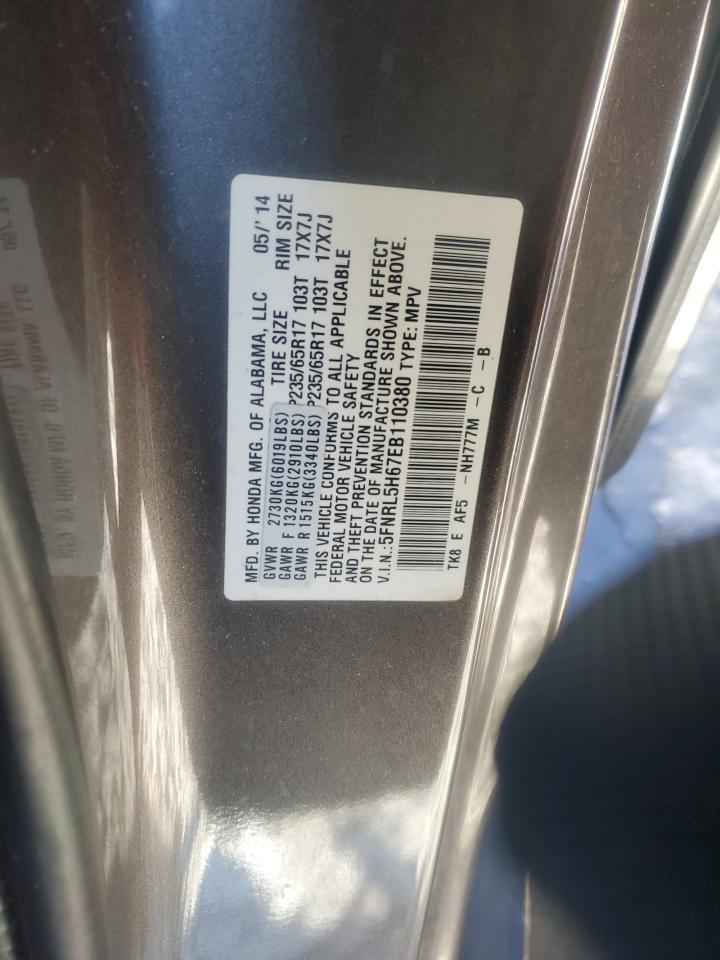 MFD. BY HONDA MFG. OF ALABAMA, LLC 05/' 14
GVWR 2730KG(6019LBS) TIRE SIZE RIM SIZE
GAWR F 1320KG(2910LBS) P235/65R17 103T 17X7J
GAWR R 1515KG(3340LBS) P235/65R17 103T 17X7J
THIS VEHICLE CONFORMS TO ALL APPLICABLE
FEDERAL MOTOR VEHICLE SAFETY
AND THEFT PREVENTION STANDARDS IN EFFECT
ON THE DATE OF MANUFACTURE SHOWN ABOVE.
V.I.N.:5FNRL5H67EB110380 TYPE: MPV
TK8 E AF5 -NH777M -C -B